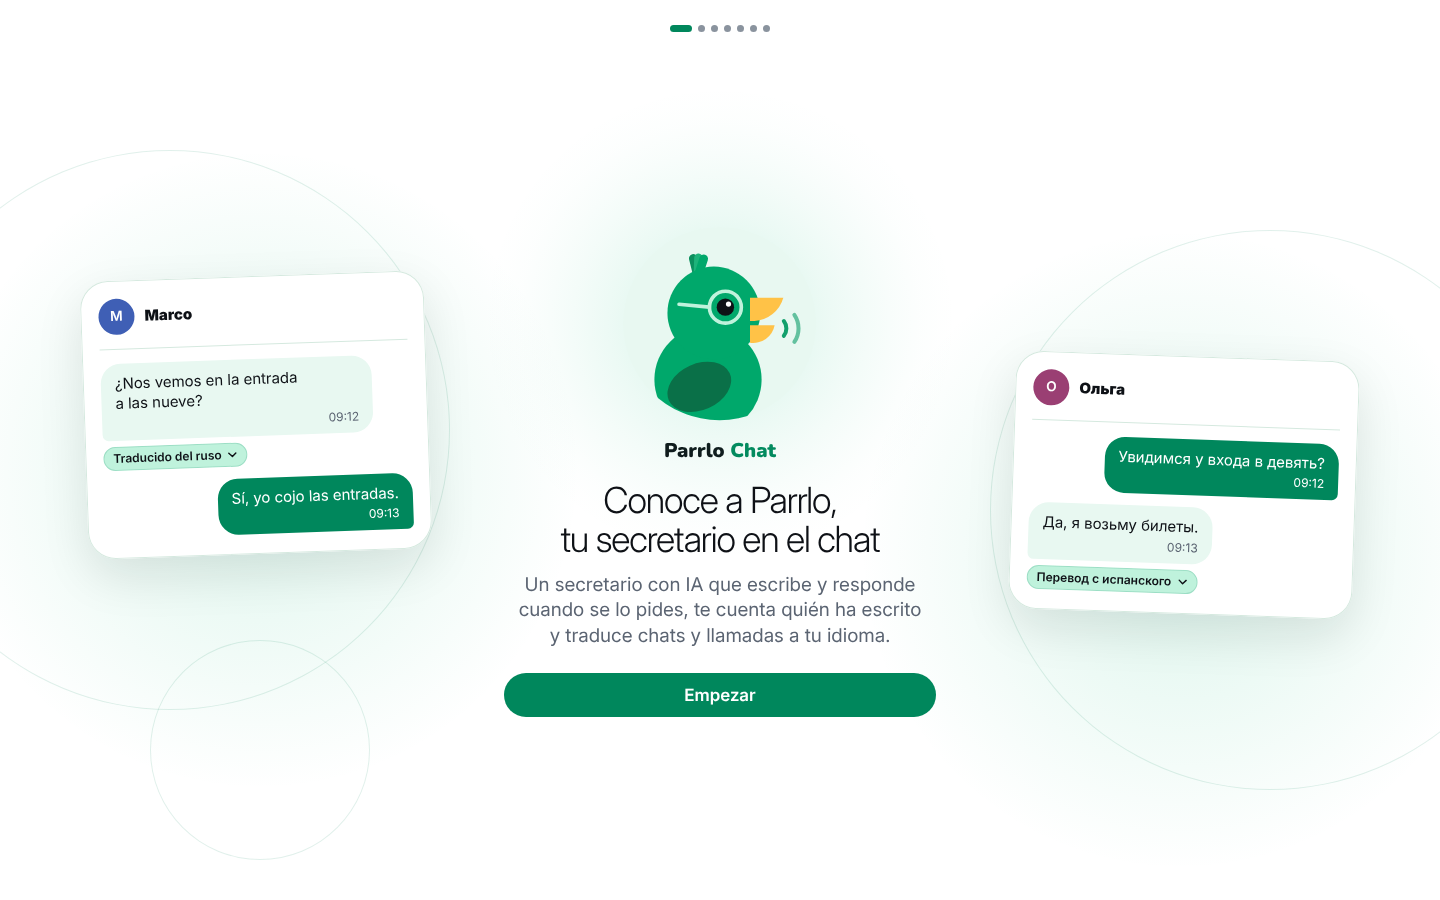 M
Marco
¿Nos vemos en la entrada
a las nueve?
09:12
Traducido del ruso
Sí, yo cojo las entradas.
09:13
Parrlo Chat
Conoce a Parrlo,
tu secretario en el chat
Un secretario con IA que escribe y responde
cuando se lo pides, te cuenta quién ha escrito
y traduce chats y llamadas a tu idioma.
Empezar
О
Ольга
Увидимся у входа в девять?
09:12
Да, я возьму билеты.
09:13
Перевод с испанского